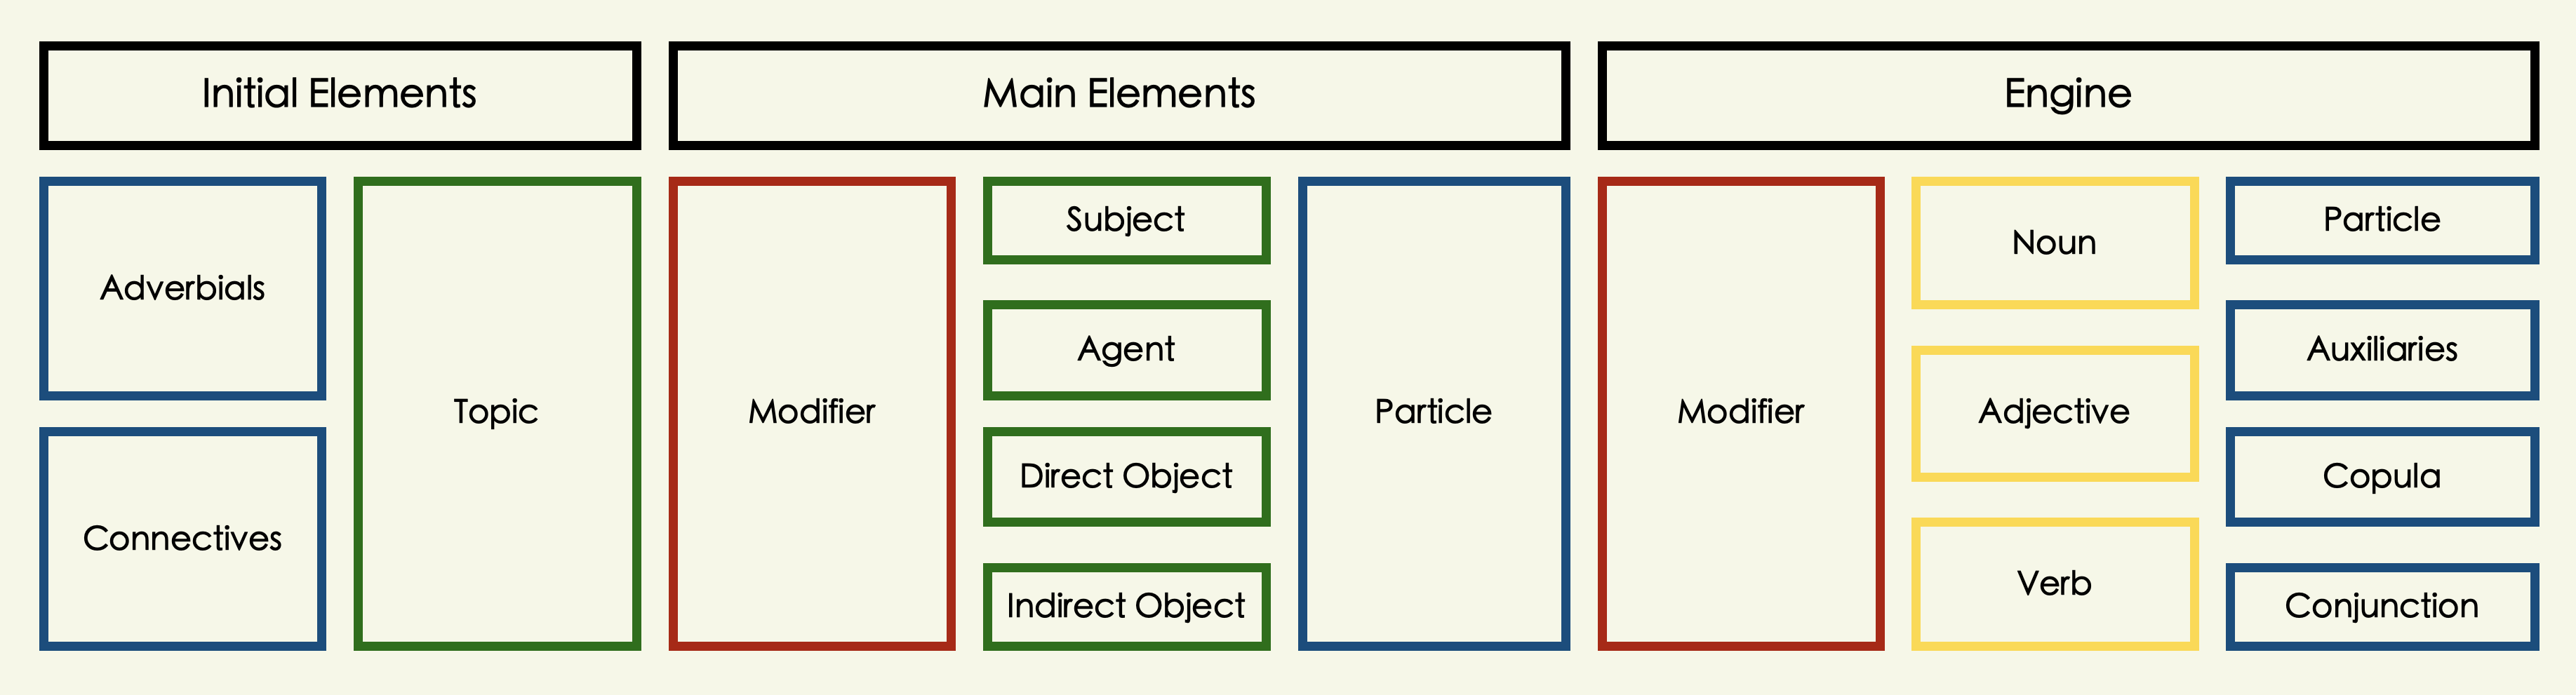 Initial Elements
Main Elements
Engine
Adverbials
Connectives
Topic
Modifier
Subject
Agent
Direct Object
Indirect Object
Particle
Modifier
Noun
Adjective
Verb
Particle
Auxiliaries
Copula
Conjunction